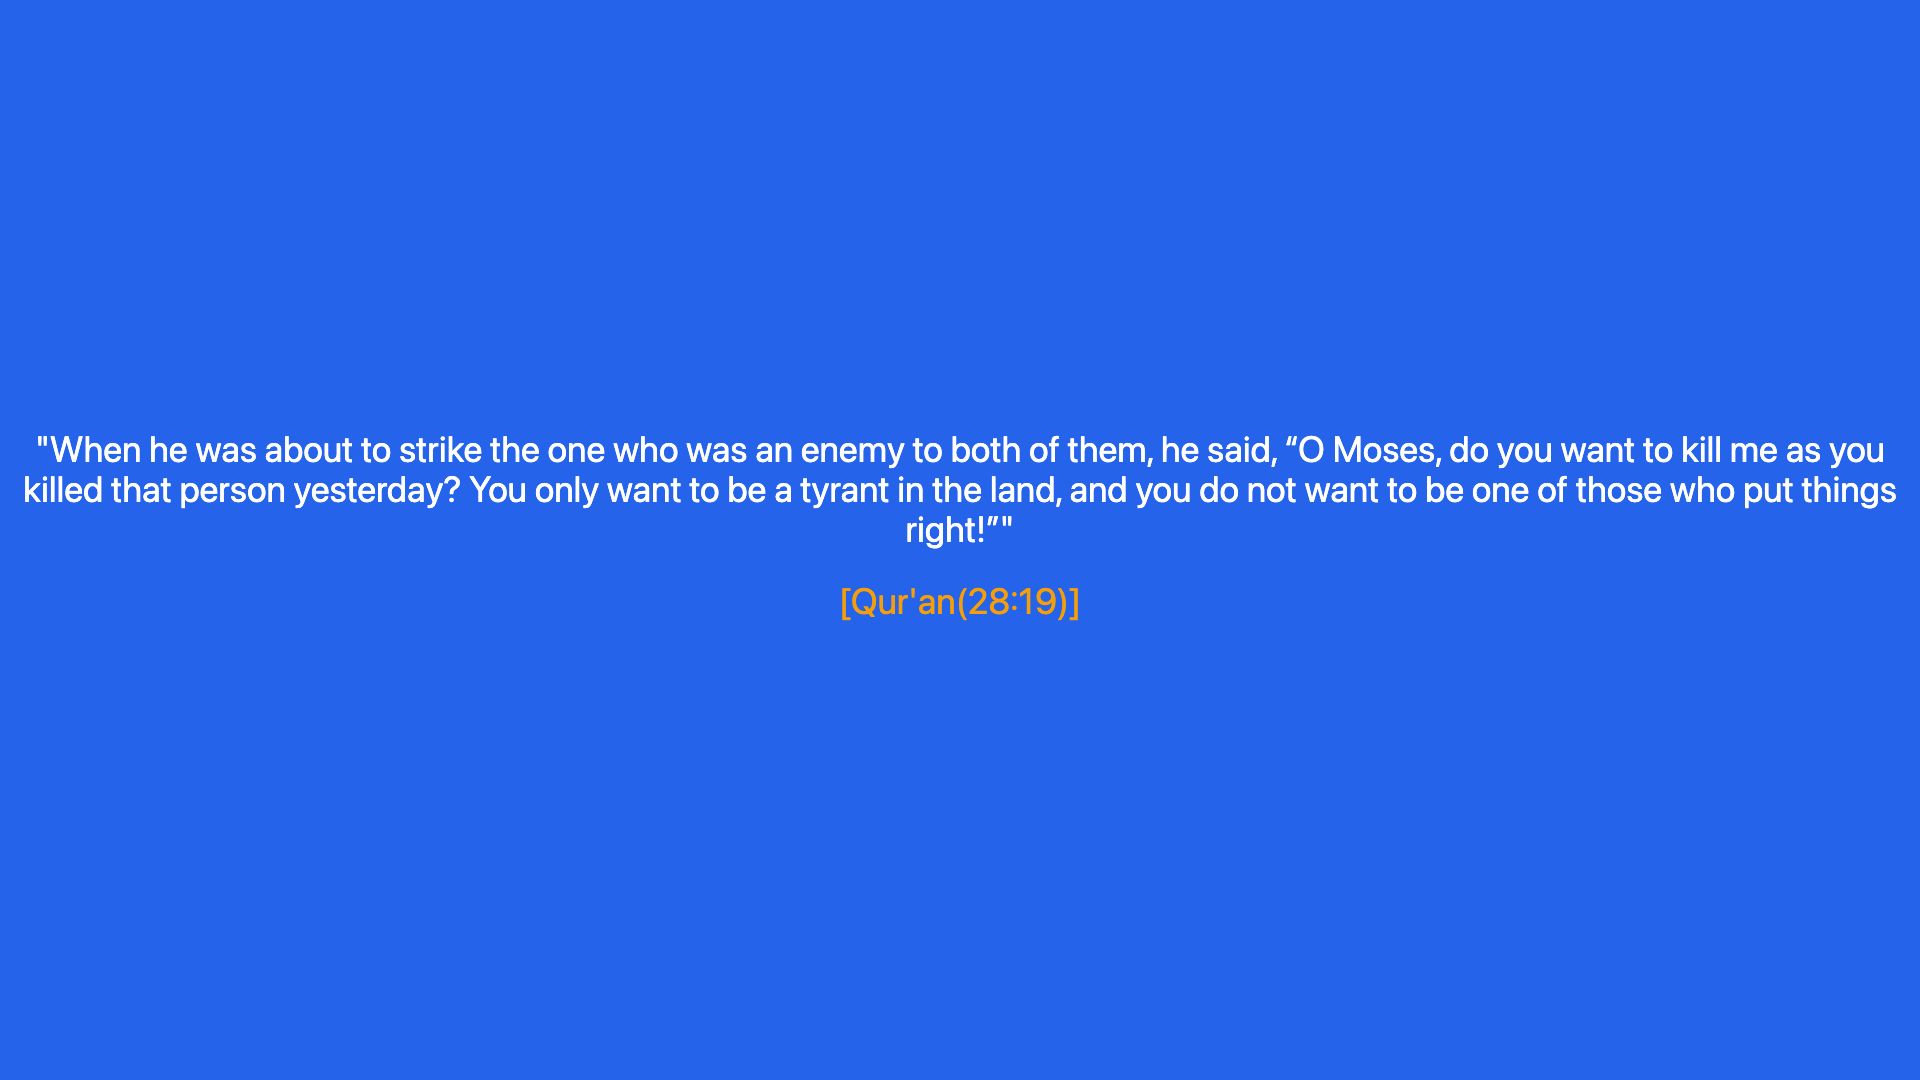 "When he was about to strike the one who was an enemy to both of them, he said, “O Moses, do you want to kill me as you
killed that person yesterday? You only want to be a tyrant in the land, and you do not want to be one of those who put things
right!”"
[Qur'an(28:19)]